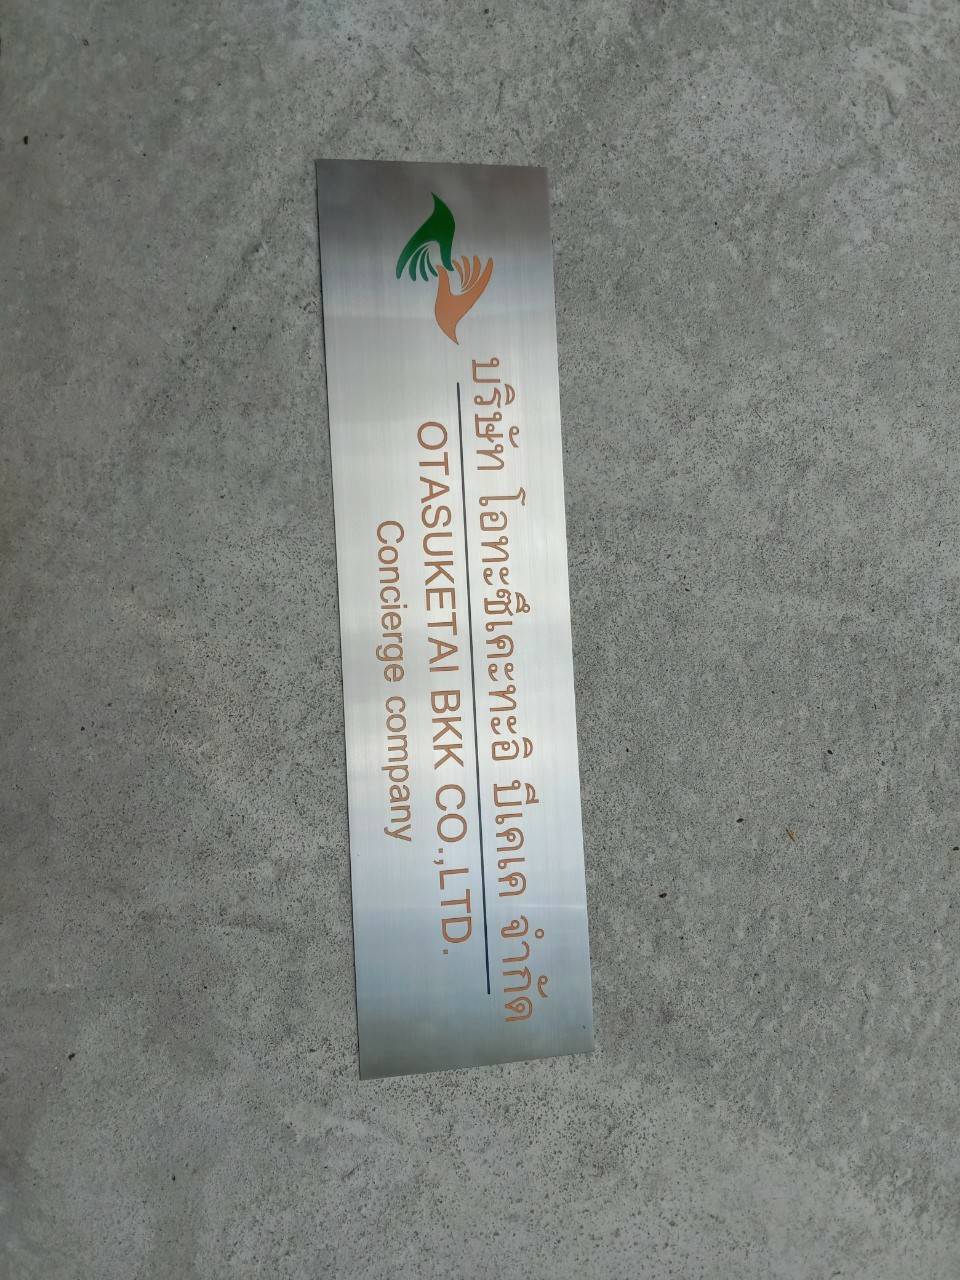 บริษัท โอทะซึเคะทะอิ บีเคเค จำกัด
OTASUKETAI BKK CO.,LTD.
Concierge company